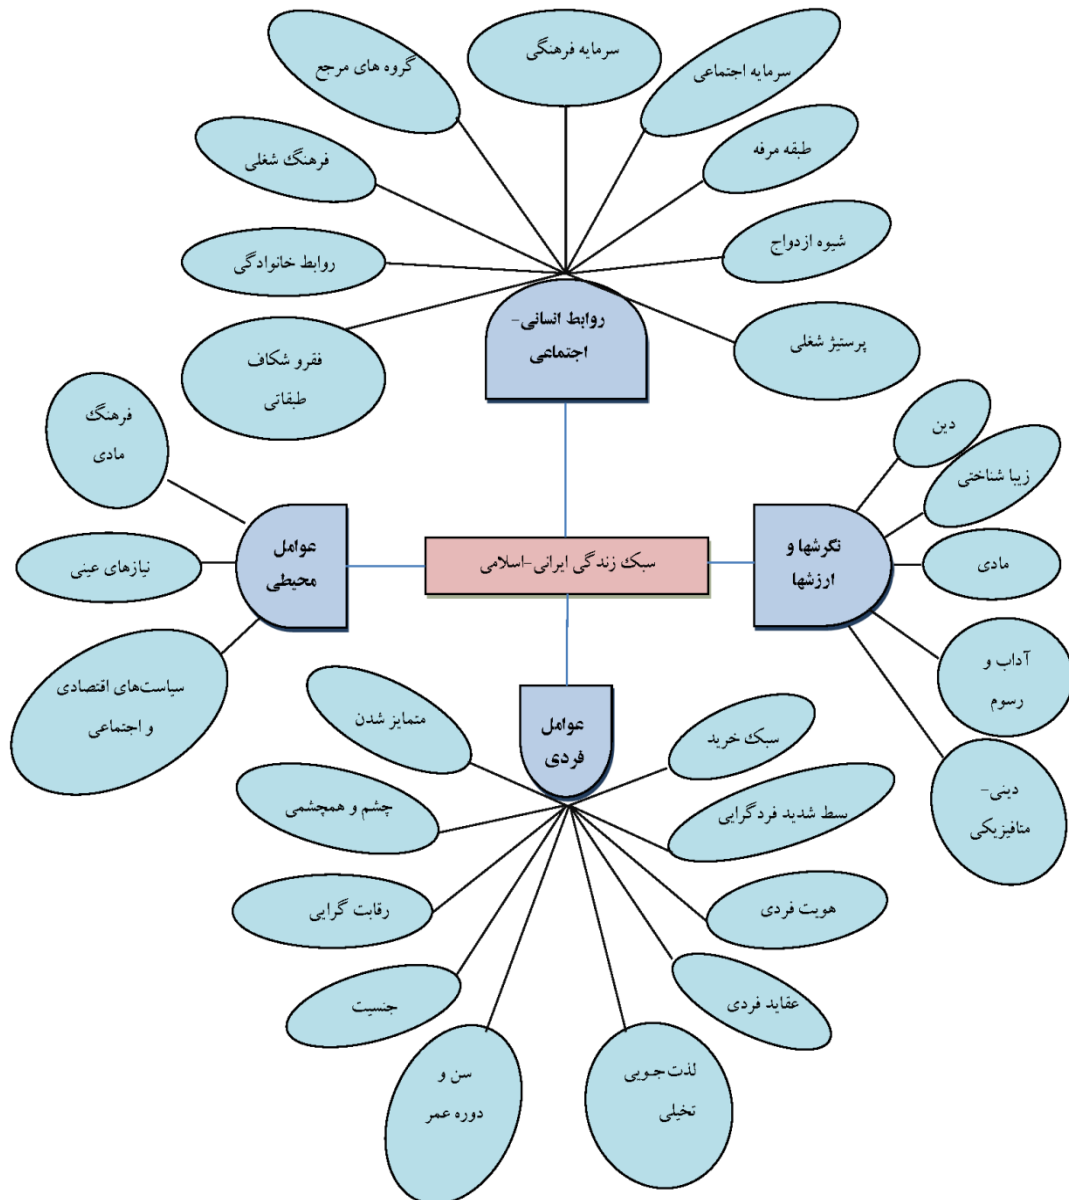 سرمایه فرهنگی
گروه های مرجع
سرمایه اجتماعی
فرهنگ شغلی
طبقه مرفه
روابط خانوادگی
شیوه ازدواج
فقرو شکاف
طبقاتی
پرستیژ شغلی
روابط انسانی-
اجتماعی
فرهنگ
مادی
نیازهای عینی
سیاست‌های اقتصادی
و اجتماعی
عوامل
محیطی
سبک زندگی ایرانی-اسلامی
نگرشها و
ارزشها
دین
زیبا شناختی
مادی
آداب و
رسوم
دینی-
متافیزیکی
عوامل
فردی
متمایز شدن
سبک خرید
چشم و همچشمی
بسط شدید فردگرایی
رقابت گرایی
هویت فردی
جنسیت
عقاید فردی
سن و
دوره عمر
لذت‌جویی
تخیلی